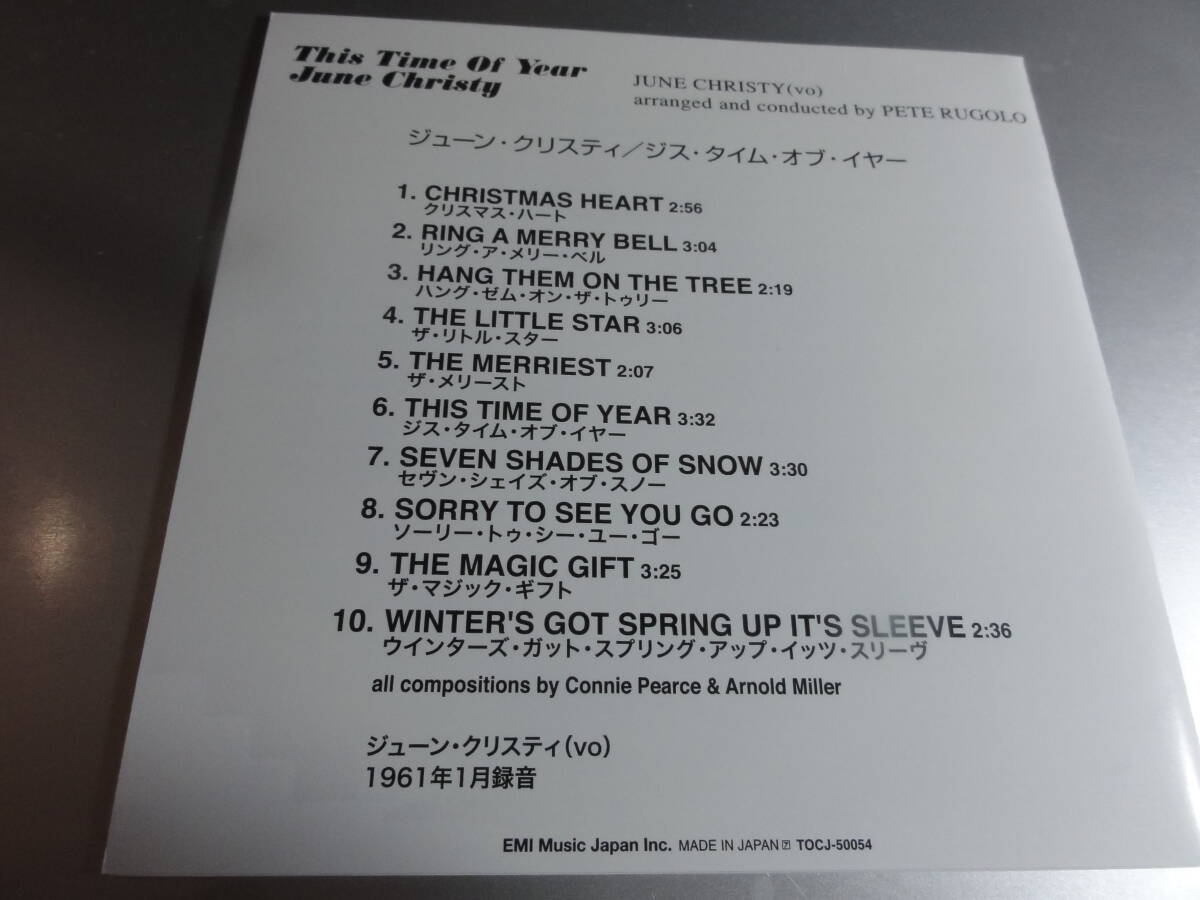 This Time Of Year
June Christy
JUNE CHRISTY(vo)
arranged and conducted by PETE RUGOLO
ジューン・クリスティ／ジス・タイム・オブ・イヤー
1. CHRISTMAS HEART 2:56
クリスマス・ハート
2. RING A MERRY BELL 3:04
リング・ア・メリー・ベル
3. HANG THEM ON THE TREE 2:19
ハング・ゼム・オン・ザ・トゥリー
4. THE LITTLE STAR 3:06
ザ・リトル・スター
5. THE MERRIEST 2:07
ザ・メリースト
6. THIS TIME OF YEAR 3:32
ジス・タイム・オブ・イヤー
7. SEVEN SHADES OF SNOW 3:30
セヴン・シェイズ・オブ・スノー
8. SORRY TO SEE YOU GO 2:23
ソーリー・トゥ・シー・ユー・ゴー
9. THE MAGIC GIFT 3:25
ザ・マジック・ギフト
10. WINTER'S GOT SPRING UP IT'S SLEEVE 2:36
ウインターズ・ガット・スプリング・アップ・イッツ・スリーヴ
all compositions by Connie Pearce & Arnold Miller
ジューン・クリスティ(vo)
1961年1月録音
EMI Music Japan Inc. MADE IN JAPAN TOCJ-50054